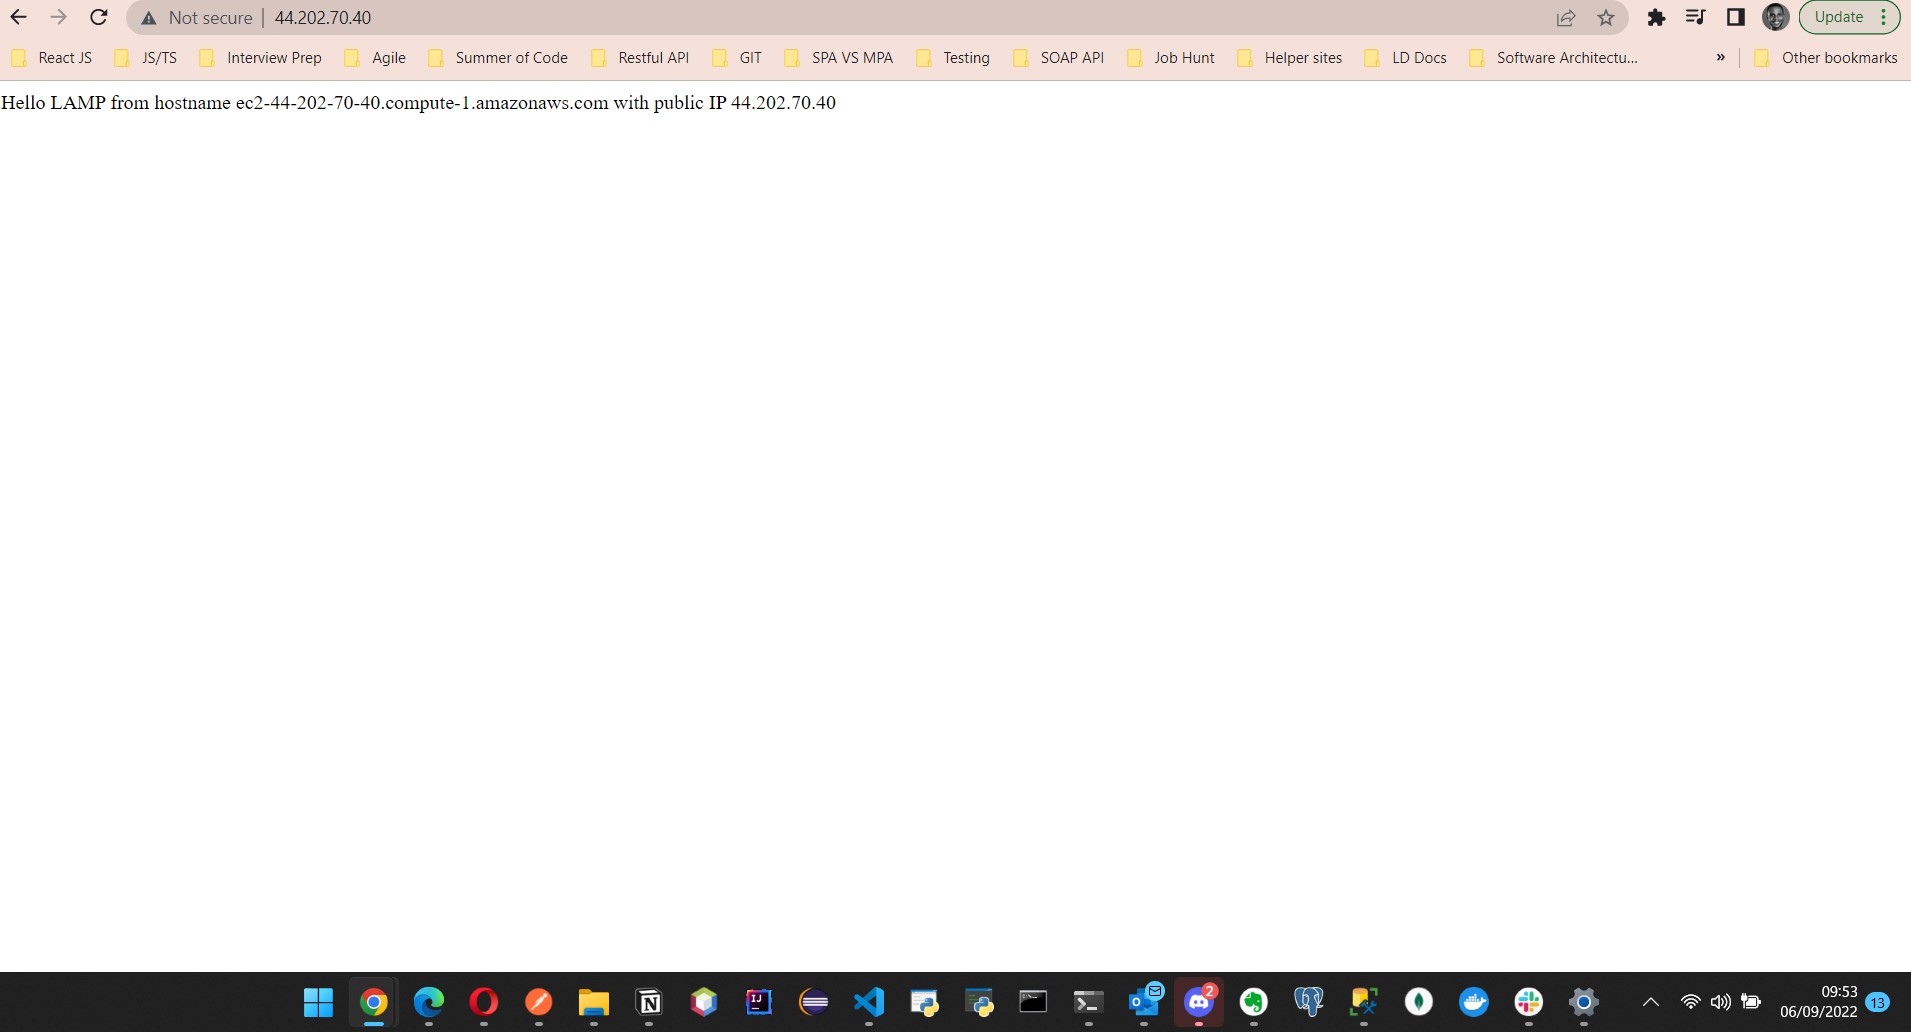 Not secure | 44.202.70.40 Update
React JS JS/TS Interview Prep Agile Summer of Code Restful API GIT SPA VS MPA Testing SOAP API Job Hunt Helper sites LD Docs Software Architectu... » Other bookmarks
Hello LAMP from hostname ec2-44-202-70-40.compute-1.amazonaws.com with public IP 44.202.70.40
IJ N 2 09:53 13
06/09/2022